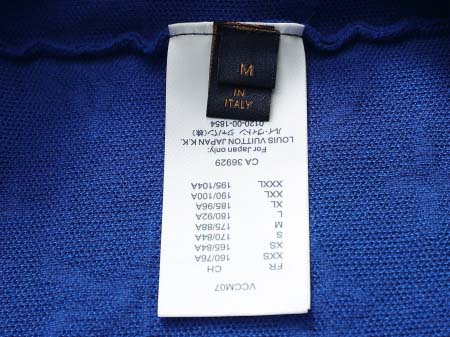 M
IN
ITALY
VCCM07
FR CH
XXS 160/76A
XS 165/84A
S 170/84A
M 175/88A
L 180/92A
XL 185/96A
XXL 190/100A
XXXL 195/104A
CA 36929
For Japan only:
LOUIS VUITTON JAPAN K.K.
ルイ・ヴィトン ジャパン(株)
0120-00-1854